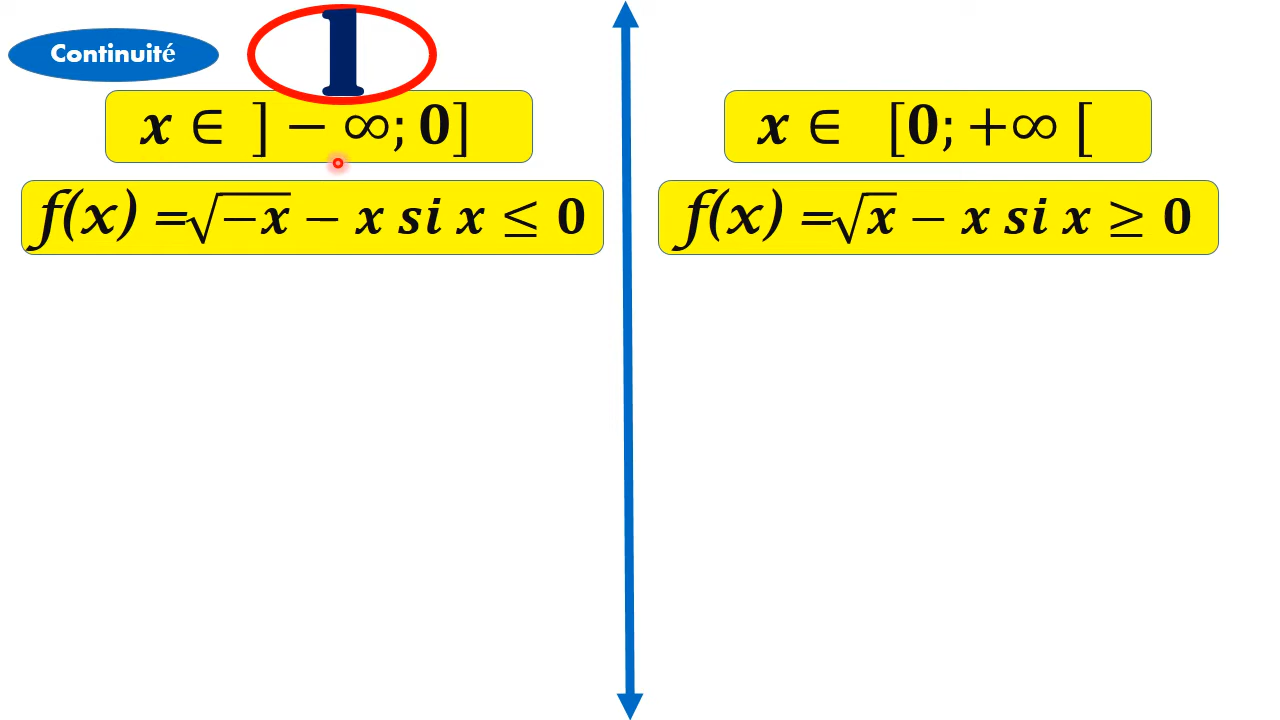 Continuité
1
x ∈ ] − ∞; 0]
f(x) =√−x − x si x ≤ 0
x ∈ [0; +∞ [
f(x) =√x − x si x ≥ 0